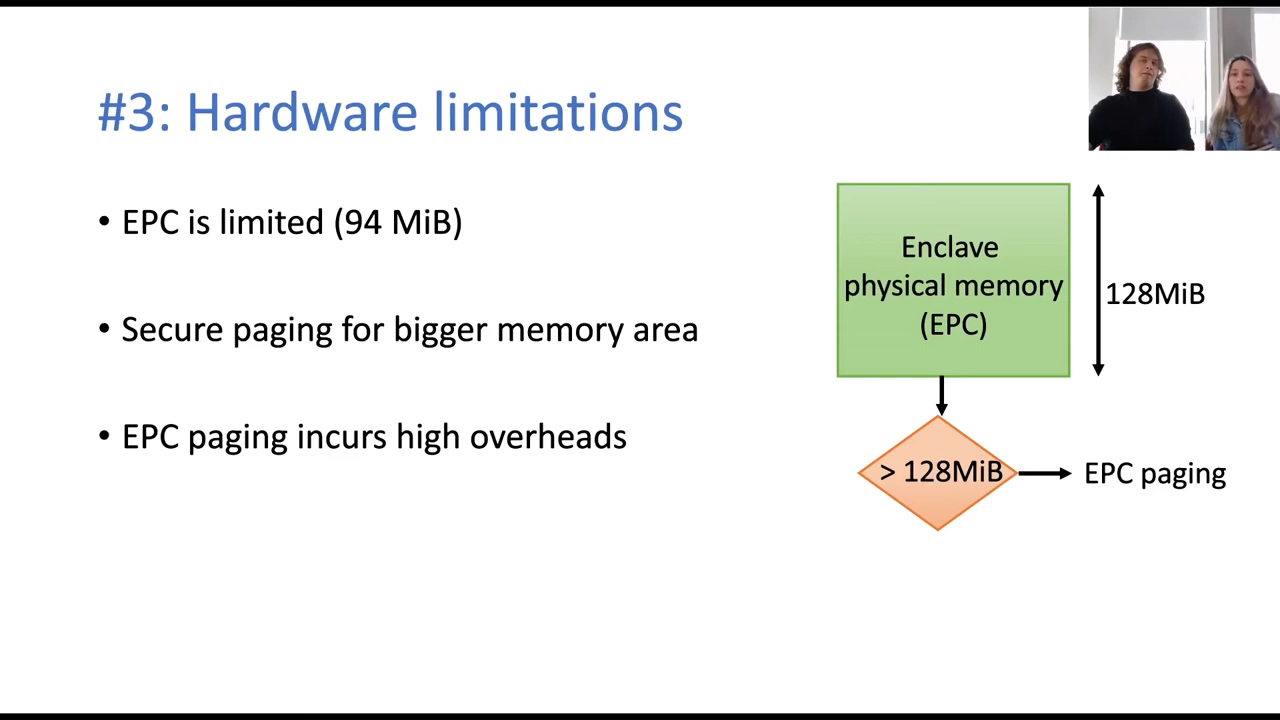 #3: Hardware limitations
• EPC is limited (94 MiB)
• Secure paging for bigger memory area
• EPC paging incurs high overheads
Enclave
physical memory
(EPC)
128MiB
> 128MiB
EPC paging